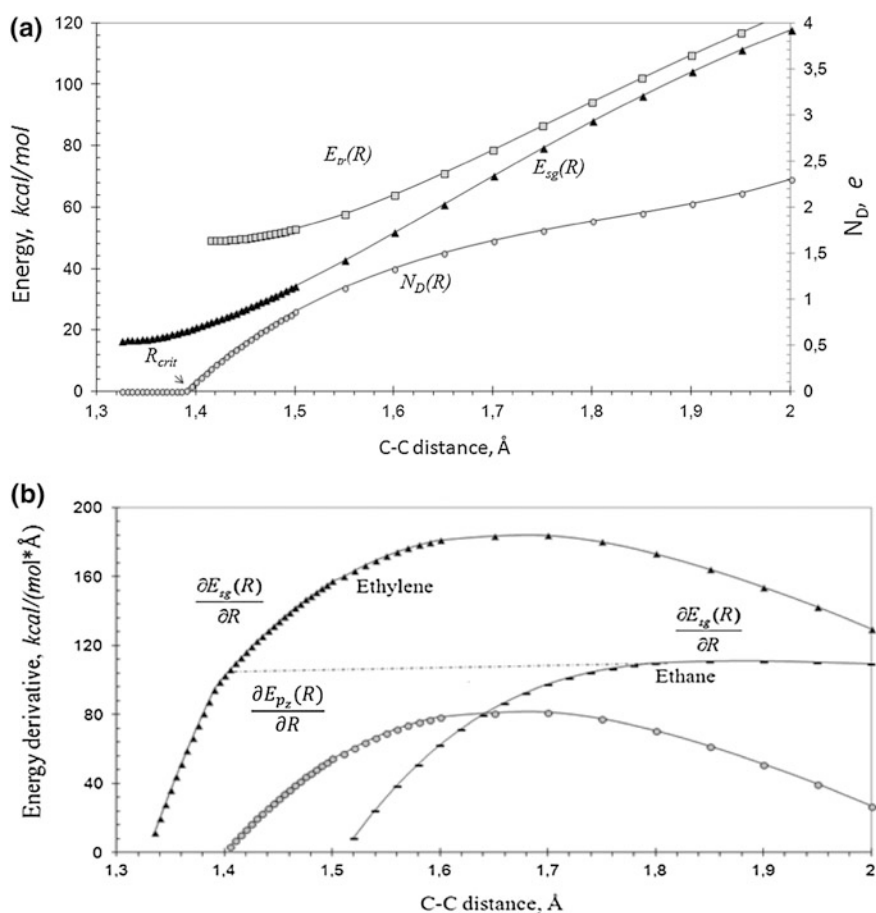 (a)
120
100
80
60
40
20
0
Energy, kcal/mol
E_tr(R)
E_sg(R)
N_D(R)
R_crit
4
3,5
3
2,5
2
1,5
1
0,5
0
N_D, e
1,3 1,4 1,5 1,6 1,7 1,8 1,9 2
C-C distance, Å
(b)
200
160
120
80
40
0
Energy derivative, kcal/(mol*Å)
∂E_sg(R)
∂R
Ethylene
∂E_sg(R)
∂R
Ethane
∂E_{p_z}(R)
∂R
1,3 1,4 1,5 1,6 1,7 1,8 1,9 2
C-C distance, Å